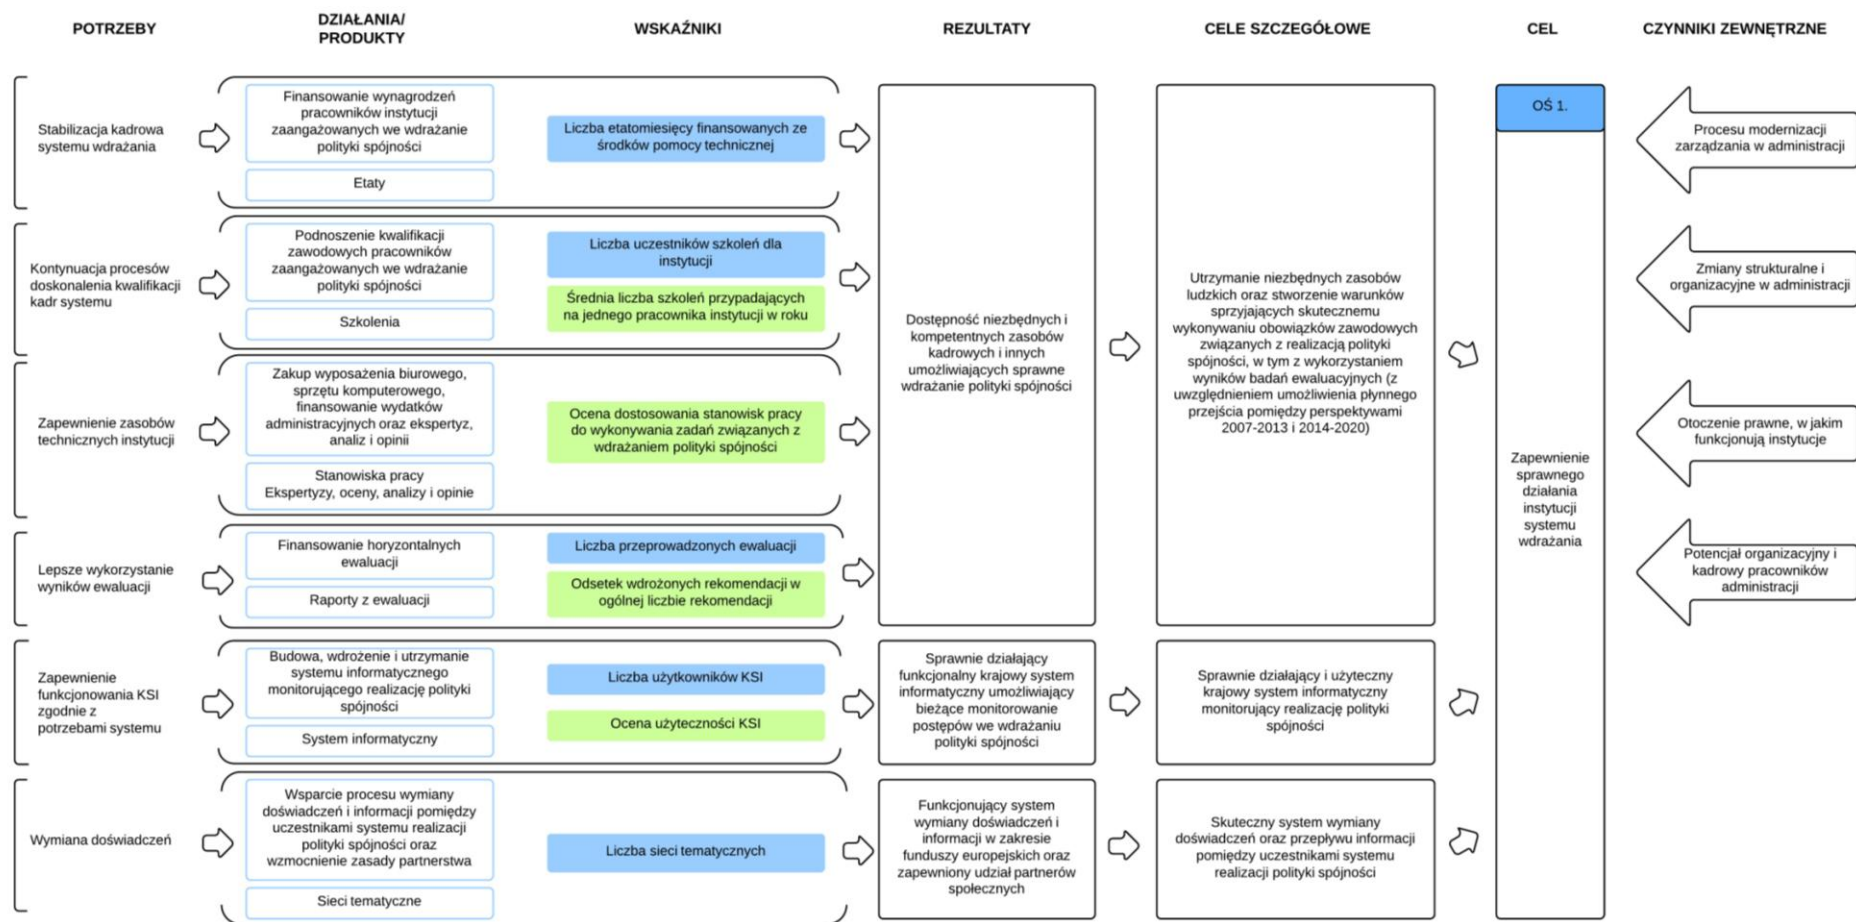 POTRZEBY
DZIAŁANIA/
PRODUKTY
WSKAŹNIKI
REZULTATY
CELE SZCZEGÓŁOWE
CEL
CZYNNIKI ZEWNĘTRZNE
Stabilizacja kadrowa
systemu wdrażania
Finansowanie wynagrodzeń
pracowników instytucji
zaangażowanych we wdrażanie
polityki spójności
Etaty
Liczba etatomiesięcy finansowanych ze
środków pomocy technicznej
Kontynuacja procesów
doskonalenia kwalifikacji
kadr systemu
Podnoszenie kwalifikacji
zawodowych pracowników
zaangażowanych we wdrażanie
polityki spójności
Szkolenia
Liczba uczestników szkoleń dla
instytucji
Średnia liczba szkoleń przypadających
na jednego pracownika instytucji w roku
Zapewnienie zasobów
technicznych instytucji
Zakup wyposażenia biurowego,
sprzętu komputerowego,
finansowanie wydatków
administracyjnych oraz ekspertyz,
analiz i opinii
Stanowiska pracy
Ekspertyzy, oceny, analizy i opinie
Ocena dostosowania stanowisk pracy
do wykonywania zadań związanych z
wdrażaniem polityki spójności
Lepsze wykorzystanie
wyników ewaluacji
Finansowanie horyzontalnych
ewaluacji
Raporty z ewaluacji
Liczba przeprowadzonych ewaluacji
Odsetek wdrożonych rekomendacji w
ogólnej liczbie rekomendacji
Dostępność niezbędnych i
kompetentnych zasobów
kadrowych i innych
umożliwiających sprawne
wdrażanie polityki spójności
Utrzymanie niezbędnych zasobów
ludzkich oraz stworzenie warunków
sprzyjających skutecznemu
wykonywaniu obowiązków zawodowych
związanych z realizacją polityki
spójności, w tym z wykorzystaniem
wyników badań ewaluacyjnych (z
uwzględnieniem umożliwienia płynnego
przejścia pomiędzy perspektywami
2007-2013 i 2014-2020)
Zapewnienie
funkcjonowania KSI
zgodnie z
potrzebami systemu
Budowa, wdrożenie i utrzymanie
systemu informatycznego
monitorującego realizację polityki
spójności
System informatyczny
Liczba użytkowników KSI
Ocena użyteczności KSI
Sprawnie działający
funkcjonalny krajowy system
informatyczny umożliwiający
bieżące monitorowanie
postępów we wdrażaniu
polityki spójności
Sprawnie działający i użyteczny
krajowy system informatyczny
monitorujący realizację polityki
spójności
Wymiana doświadczeń
Wsparcie procesu wymiany
doświadczeń i informacji pomiędzy
uczestnikami systemu realizacji
polityki spójności oraz
wzmocnienie zasady partnerstwa
Sieci tematyczne
Liczba sieci tematycznych
Funkcjonujący system
wymiany doświadczeń i
informacji w zakresie
funduszy europejskich oraz
zapewniony udział partnerów
społecznych
Skuteczny system wymiany
doświadczeń oraz przepływu informacji
pomiędzy uczestnikami systemu
realizacji polityki spójności
OŚ 1.
Zapewnienie
sprawnego
działania
instytucji
systemu
wdrażania
Procesu modernizacji
zarządzania w administracji
Zmiany strukturalne i
organizacyjne w administracji
Otoczenie prawne, w jakim
funkcjonują instytucje
Potencjał organizacyjny i
kadrowy pracowników
administracji